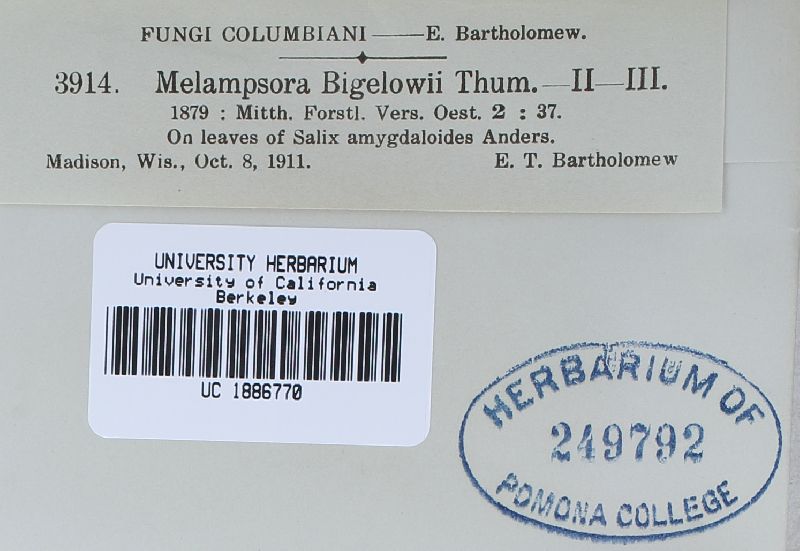 FUNGI COLUMBIANI——E. Bartholomew.
3914. Melampsora Bigelowii Thum.—II—III.
1879 : Mitth. Forstl. Vers. Oest. 2 : 37.
On leaves of Salix amygdaloides Anders.
Madison, Wis., Oct. 8, 1911. E. T. Bartholomew
UNIVERSITY HERBARIUM
University of California
Berkeley
UC 1886770
HERBARIUM OF
249792
POMONA COLLEGE